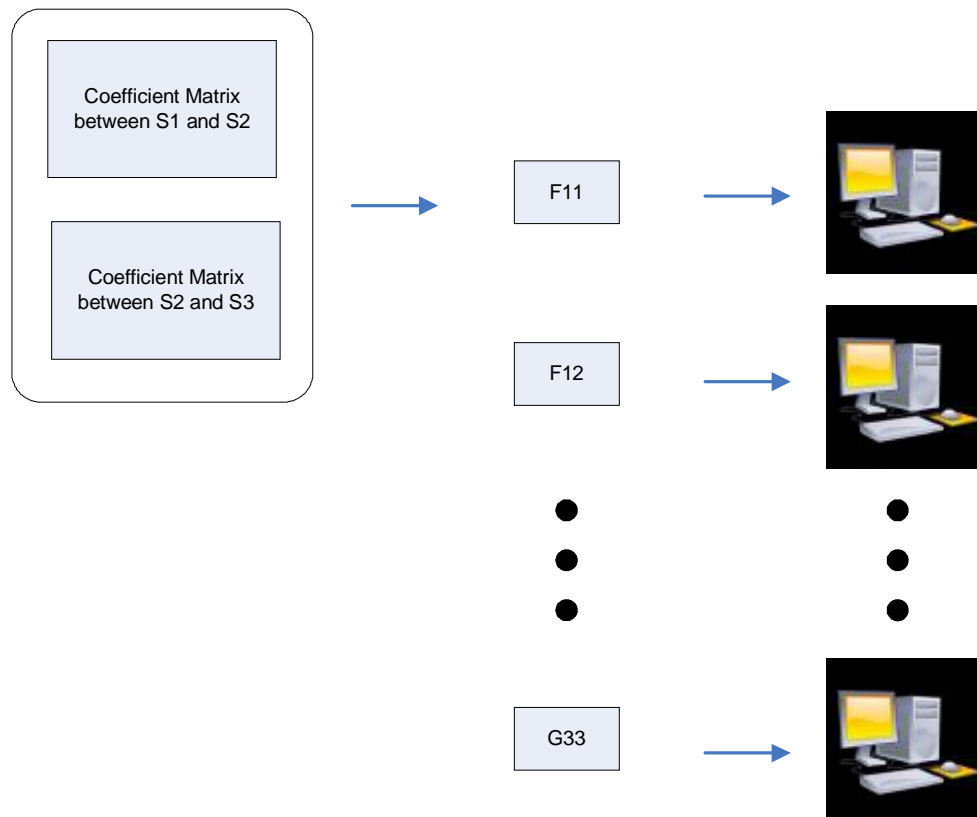 Coefficient Matrix
between S1 and S2
Coefficient Matrix
between S2 and S3
F11
F12
G33